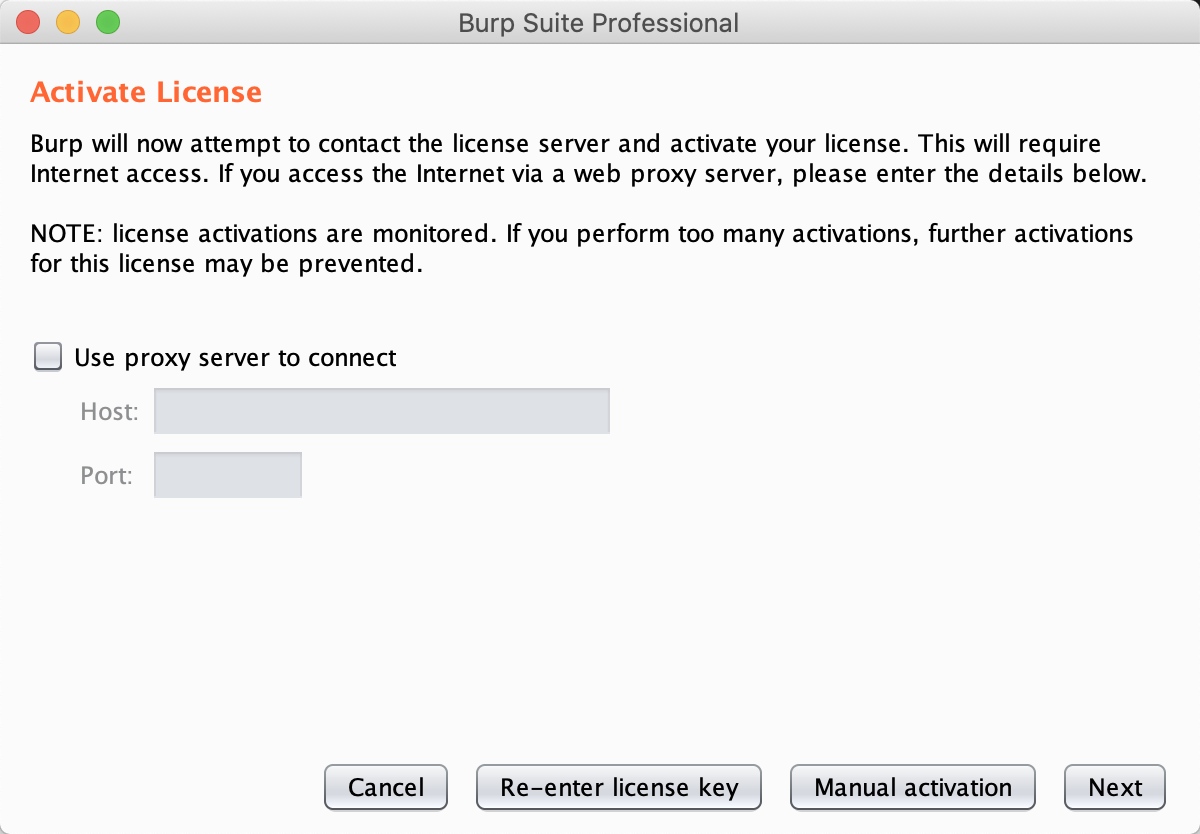 Burp Suite Professional
Activate License
Burp will now attempt to contact the license server and activate your license. This will require
Internet access. If you access the Internet via a web proxy server, please enter the details below.
NOTE: license activations are monitored. If you perform too many activations, further activations
for this license may be prevented.
Use proxy server to connect
Host:
Port:
Cancel
Re-enter license key
Manual activation
Next